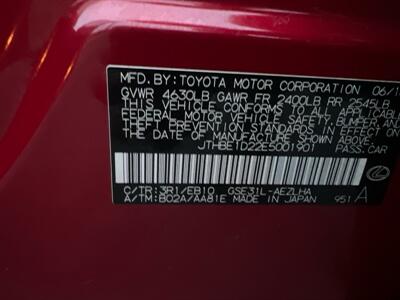 MFD.BY:TOYOTA MOTOR CORPORATION 06/1
GVWR 4630LB GAWR FR 2400LB RR 2545LB
THIS VEHICLE CONFORMS TO ALL APPLICABLE
FEDERAL MOTOR VEHICLE SAFETY, BUMPER, AND
THEFT PREVENTION STANDARDS IN EFFECT ON
THE DATE OF MANUFACTURE SHOWN ABOVE.
JTHBE1D22E5001901 PASS.CAR
C/TR:3R1/EB10 GSE31L-AEZLHA A
A/TM:B02A/AA81E MADE IN JAPAN 951